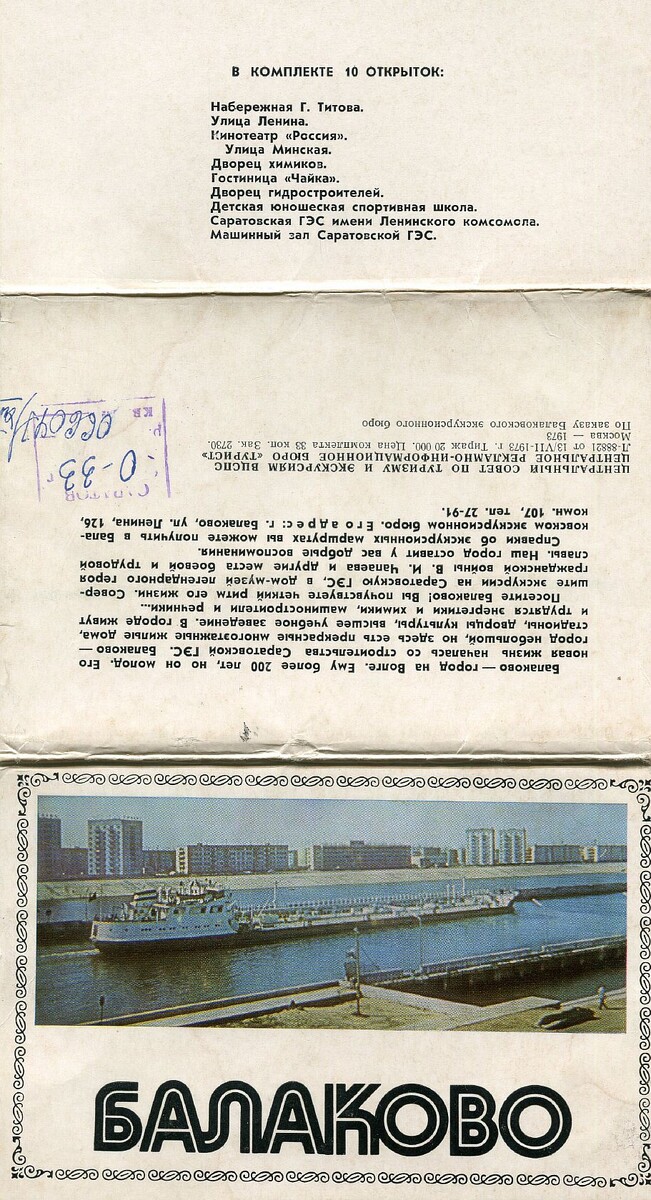 В КОМПЛЕКТЕ 10 ОТКРЫТОК:
Набережная Г. Титова.
Улица Ленина.
Кинотеатр «Россия».
Улица Минская.
Дворец химиков.
Гостиница «Чайка».
Дворец гидростроителей.
Детская юношеская спортивная школа.
Саратовская ГЭС имени Ленинского комсомола.
Машинный зал Саратовской ГЭС.
Балаково — город на Волге. Ему более 200 лет, но он молод. Его
новая жизнь началась со строительства Саратовской ГЭС. Балаково —
город небольшой, но здесь есть прекрасные многоэтажные жилые дома,
стадионы, дворцы культуры, высшее учебное заведение. В городе живут
и трудятся энергетики и химики, машиностроители и речники...
Посетите Балаково! Вы почувствуете четкий ритм его жизни. Совер-
шите экскурсии на Саратовскую ГЭС, в дом-музей легендарного героя
гражданской войны В. И. Чапаева и другие места боевой и трудовой
славы. Наш город оставит у вас добрые воспоминания.
Справки об экскурсионных маршрутах вы можете получить в Бала-
ковском экскурсионном бюро. Его адрес: г. Балаково, ул. Ленина, 126,
комн. 107, тел. 27-91.
ЦЕНТРАЛЬНЫЙ СОВЕТ ПО ТУРИЗМУ И ЭКСКУРСИЯМ ВЦСПС
ЦЕНТРАЛЬНОЕ РЕКЛАМНО-ИНФОРМАЦИОННОЕ БЮРО "ТУРИСТ"
Л-88821 от 13/VII-1973 г. Тираж 20 000. Цена комплекта 33 коп. Зак. 2730.
Москва — 1973
По заказу Балаковского экскурсионного бюро
0-33
КВ.
БАЛАКОВО